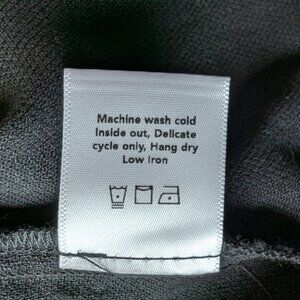 Machine wash cold
Inside out, Delicate
cycle only, Hang dry
Low Iron